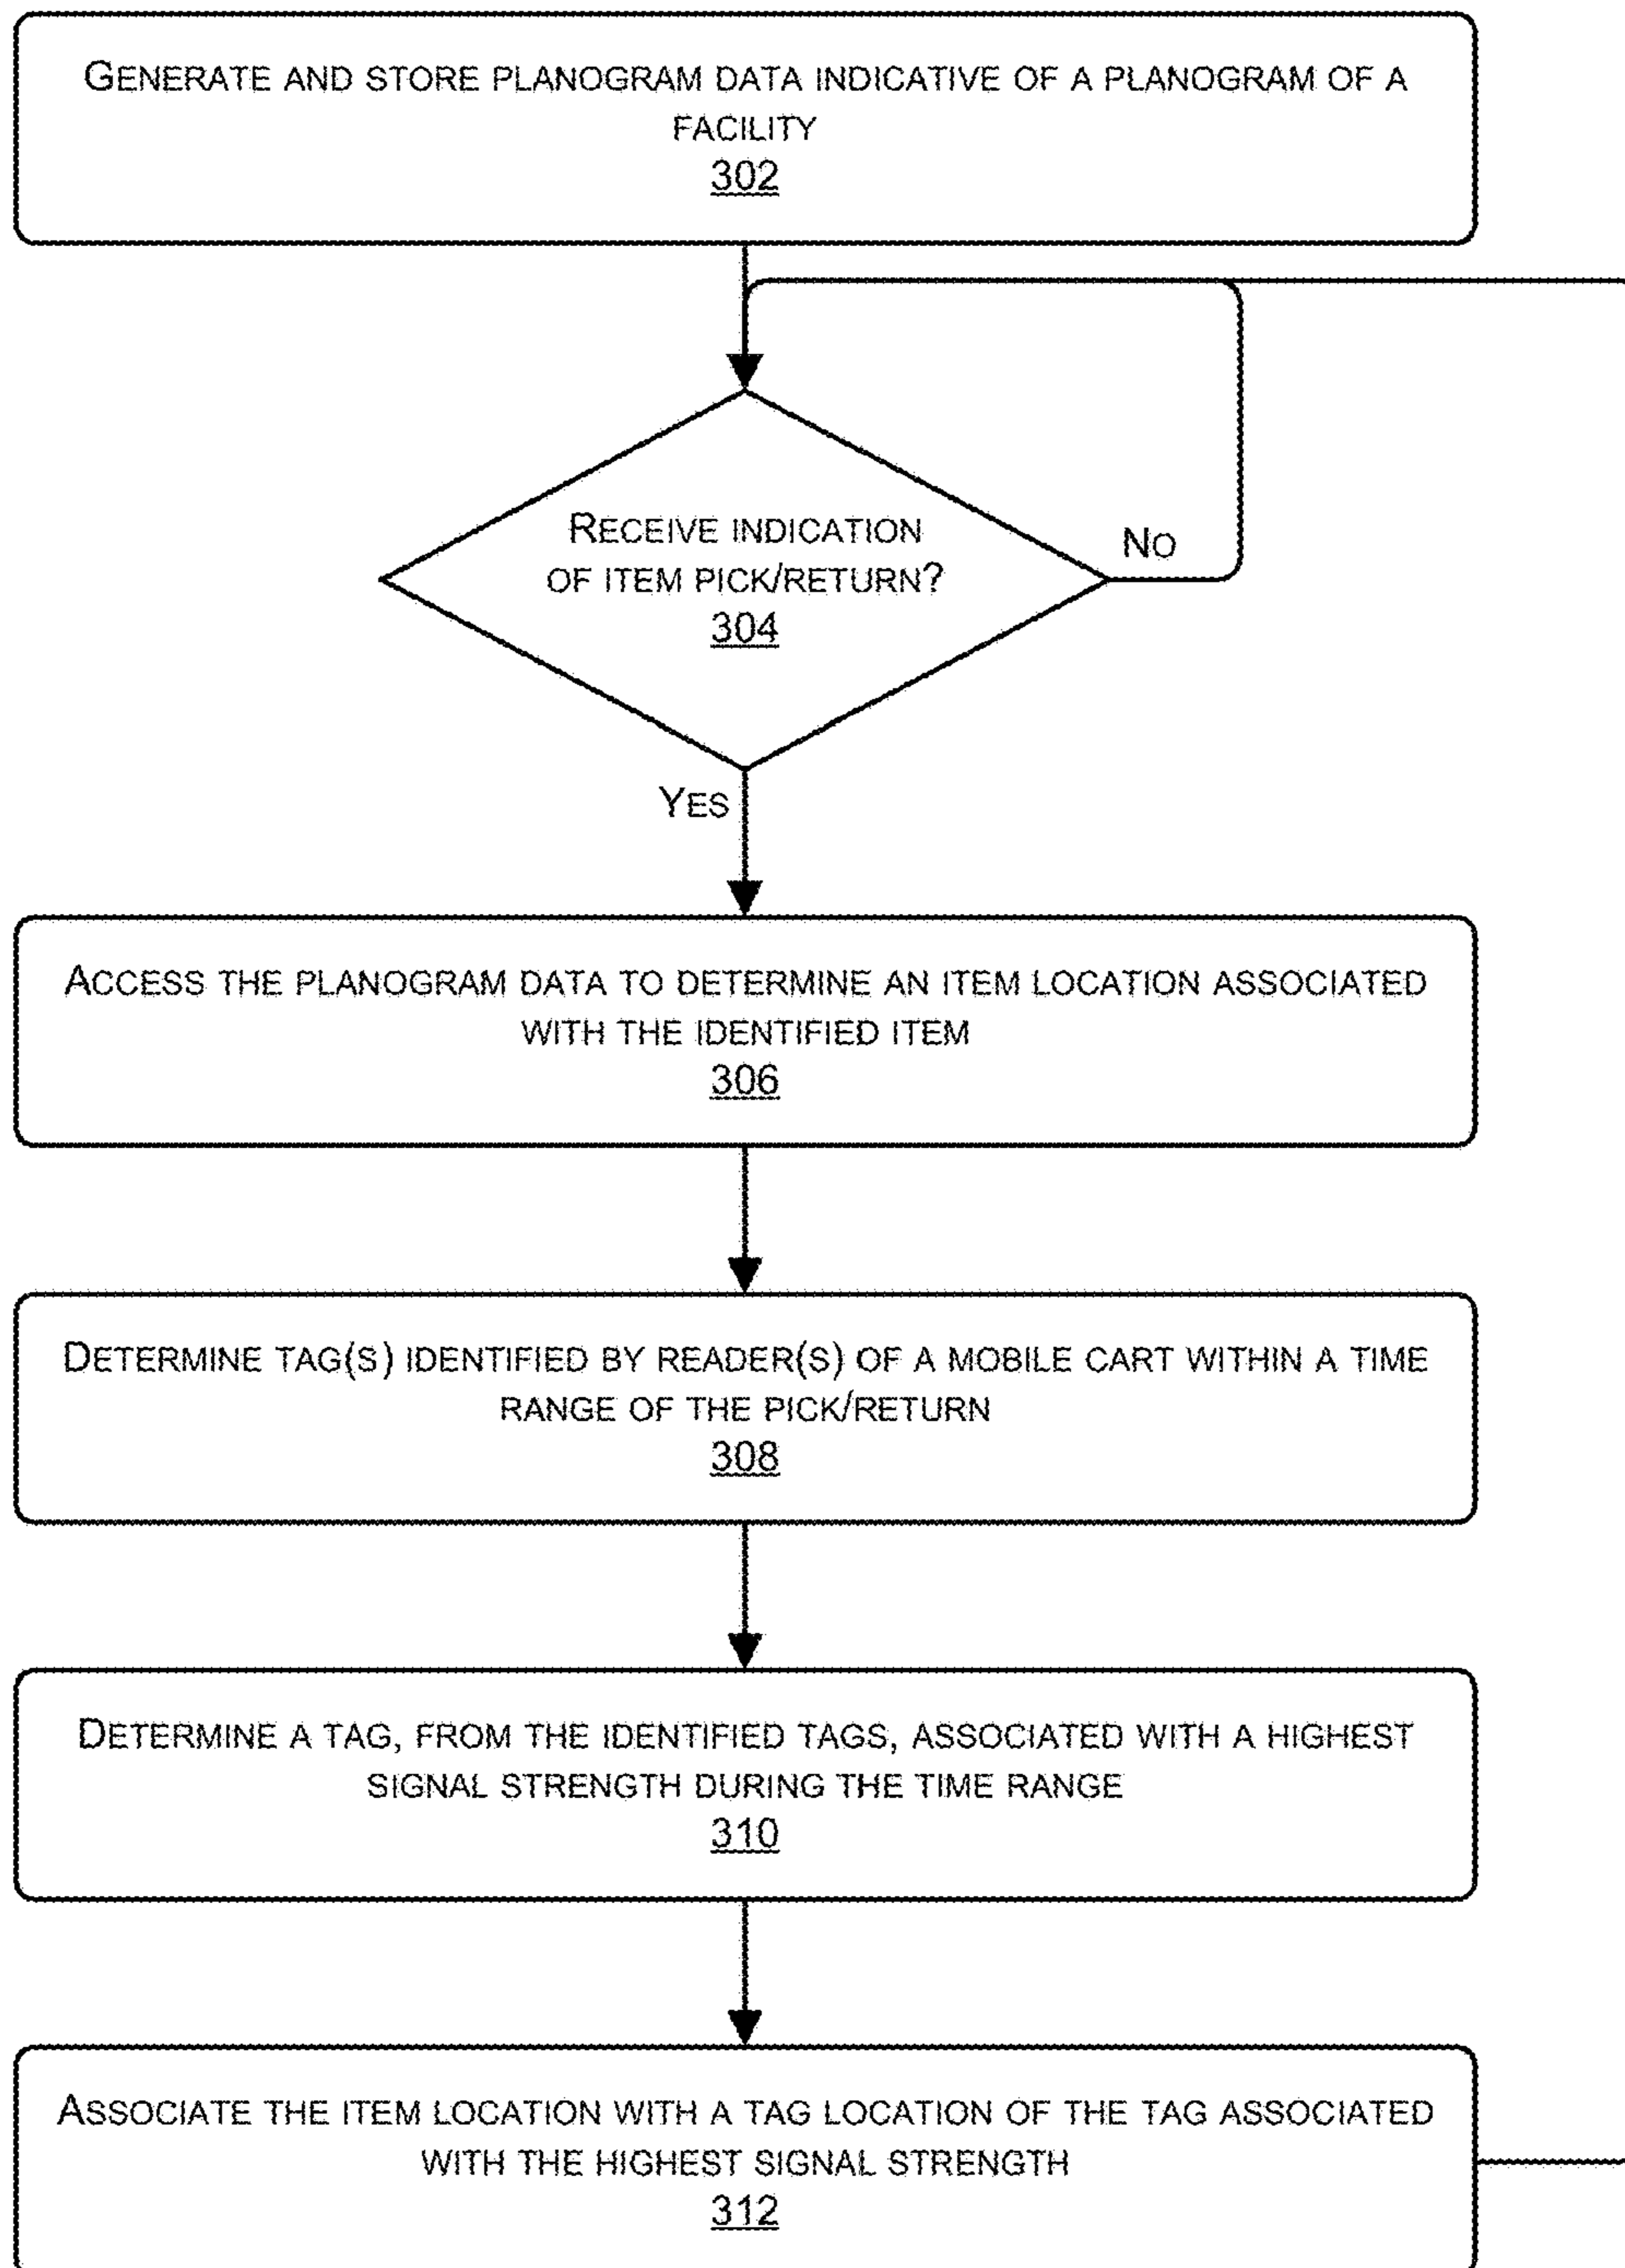 GENERATE AND STORE PLANOGRAM DATA INDICATIVE OF A PLANOGRAM OF A
FACILITY
302
RECEIVE INDICATION
OF ITEM PICK/RETURN?
304
NO
YES
ACCESS THE PLANOGRAM DATA TO DETERMINE AN ITEM LOCATION ASSOCIATED
WITH THE IDENTIFIED ITEM
306
DETERMINE TAG(S) IDENTIFIED BY READER(S) OF A MOBILE CART WITHIN A TIME
RANGE OF THE PICK/RETURN
308
DETERMINE A TAG, FROM THE IDENTIFIED TAGS, ASSOCIATED WITH A HIGHEST
SIGNAL STRENGTH DURING THE TIME RANGE
310
ASSOCIATE THE ITEM LOCATION WITH A TAG LOCATION OF THE TAG ASSOCIATED
WITH THE HIGHEST SIGNAL STRENGTH
312